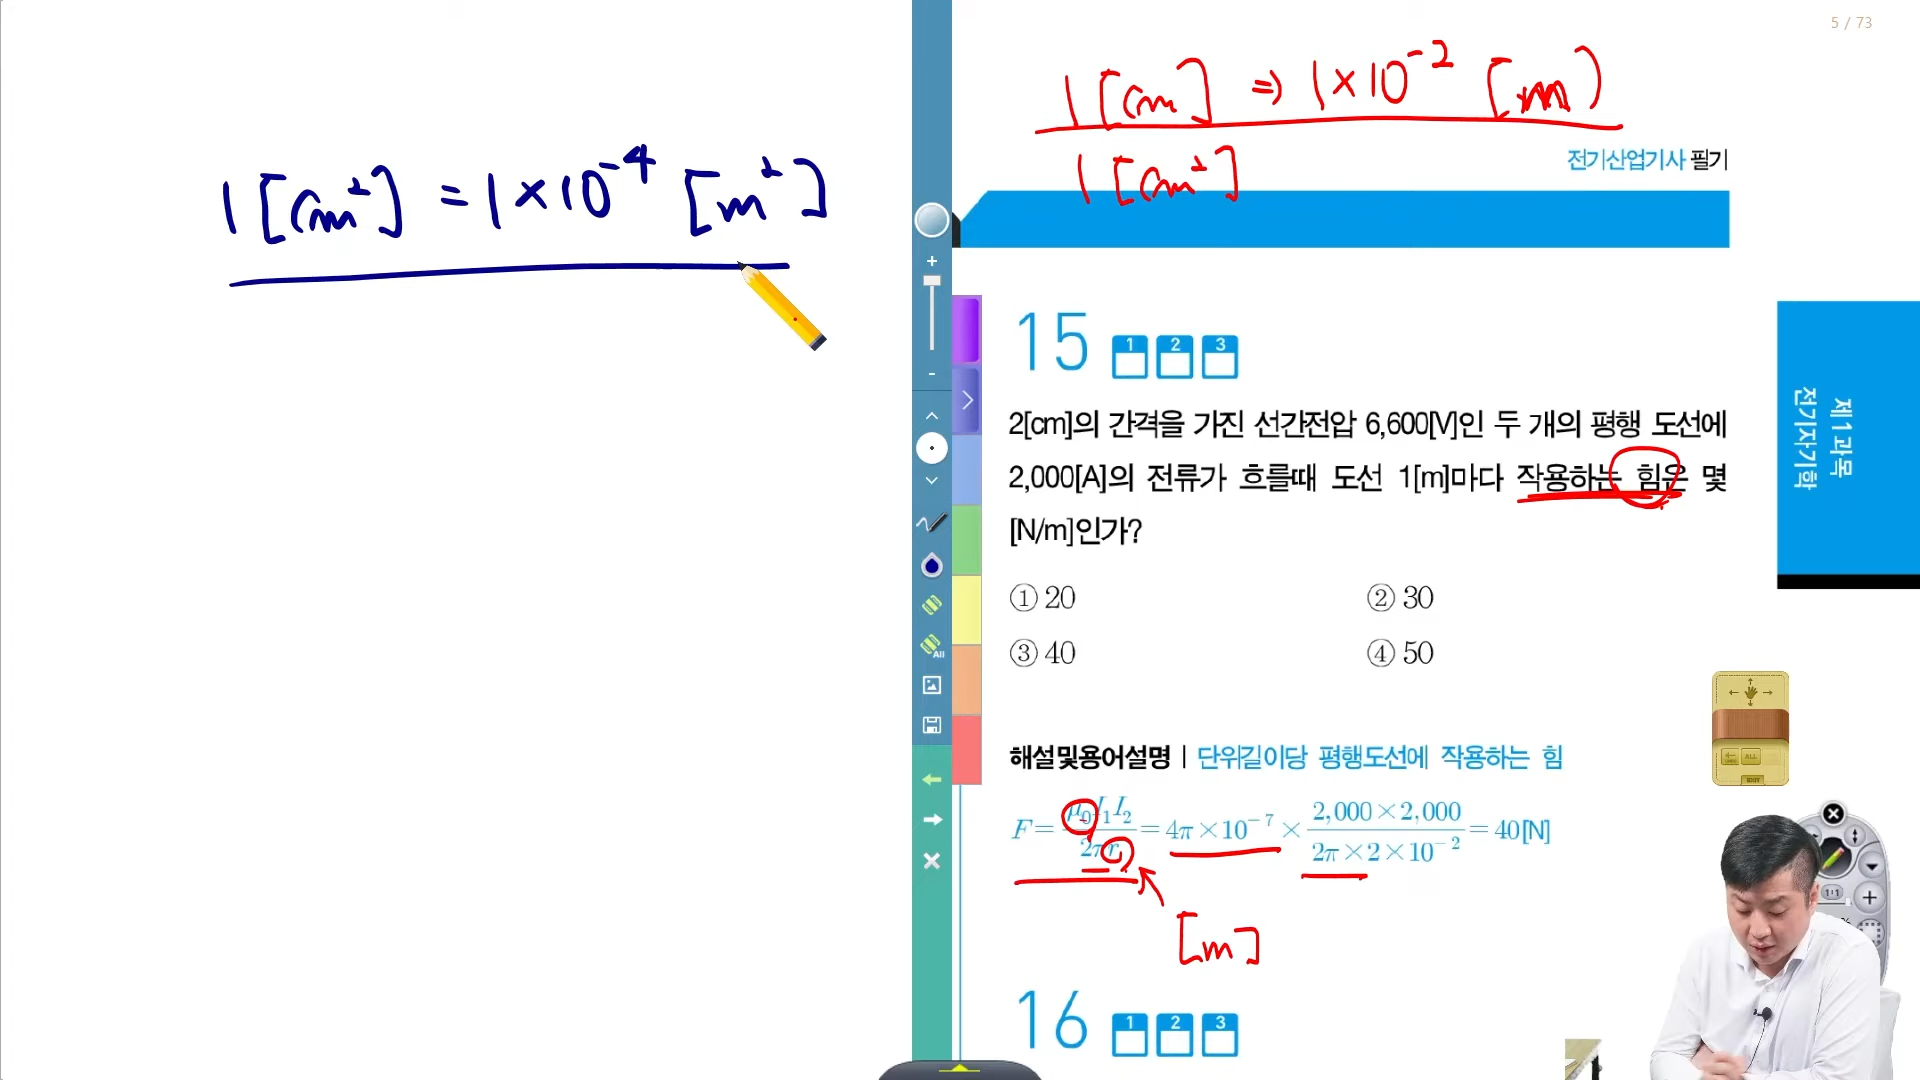 5 / 73
1 [cm] ⇒ 1×10⁻² [m]
1 [cm²]
1 [cm²] = 1×10⁻⁴ [m²]
전기산업기사 필기
제1과목
전기자기학
15 1 2 3
2[cm]의 간격을 가진 선간전압 6,600[V]인 두 개의 평행 도선에
2,000[A]의 전류가 흐를때 도선 1[m]마다 작용하는 힘은 몇
[N/m]인가?
① 20 ② 30
③ 40 ④ 50
해설및용어설명 | 단위길이당 평행도선에 작용하는 힘
F = μ₀I₁I₂ / 2πr = 4π×10⁻⁷ × 2,000×2,000 / 2π×2×10⁻² = 40[N]
[m]
16 1 2 3
All
ALL
EXIT
1:1
%